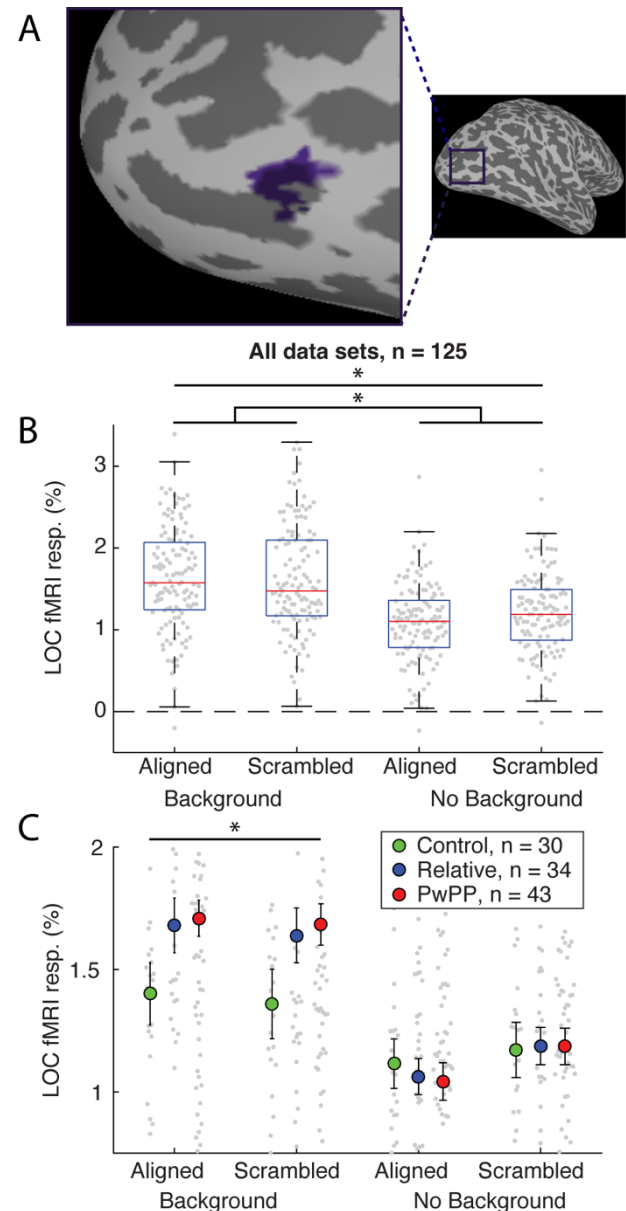 A
All data sets, n = 125
*
*
B
LOC fMRI resp. (%)
3
2
1
0
Aligned Scrambled Aligned Scrambled
Background No Background
C
*
Control, n = 30
Relative, n = 34
PwPP, n = 43
LOC fMRI resp. (%)
2
1.5
1
Aligned Scrambled Aligned Scrambled
Background No Background